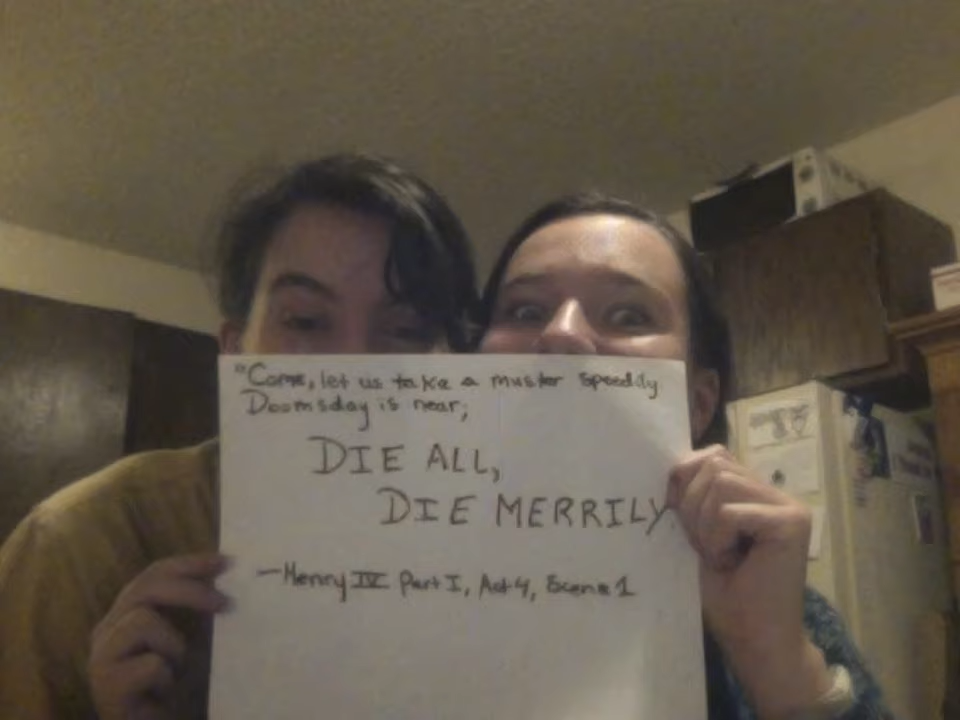 "Come, let us take a muster speedily
Doomsday is near;
DIE ALL,
DIE MERRILY.
—Henry IV Part I, Act 4, Scene 1